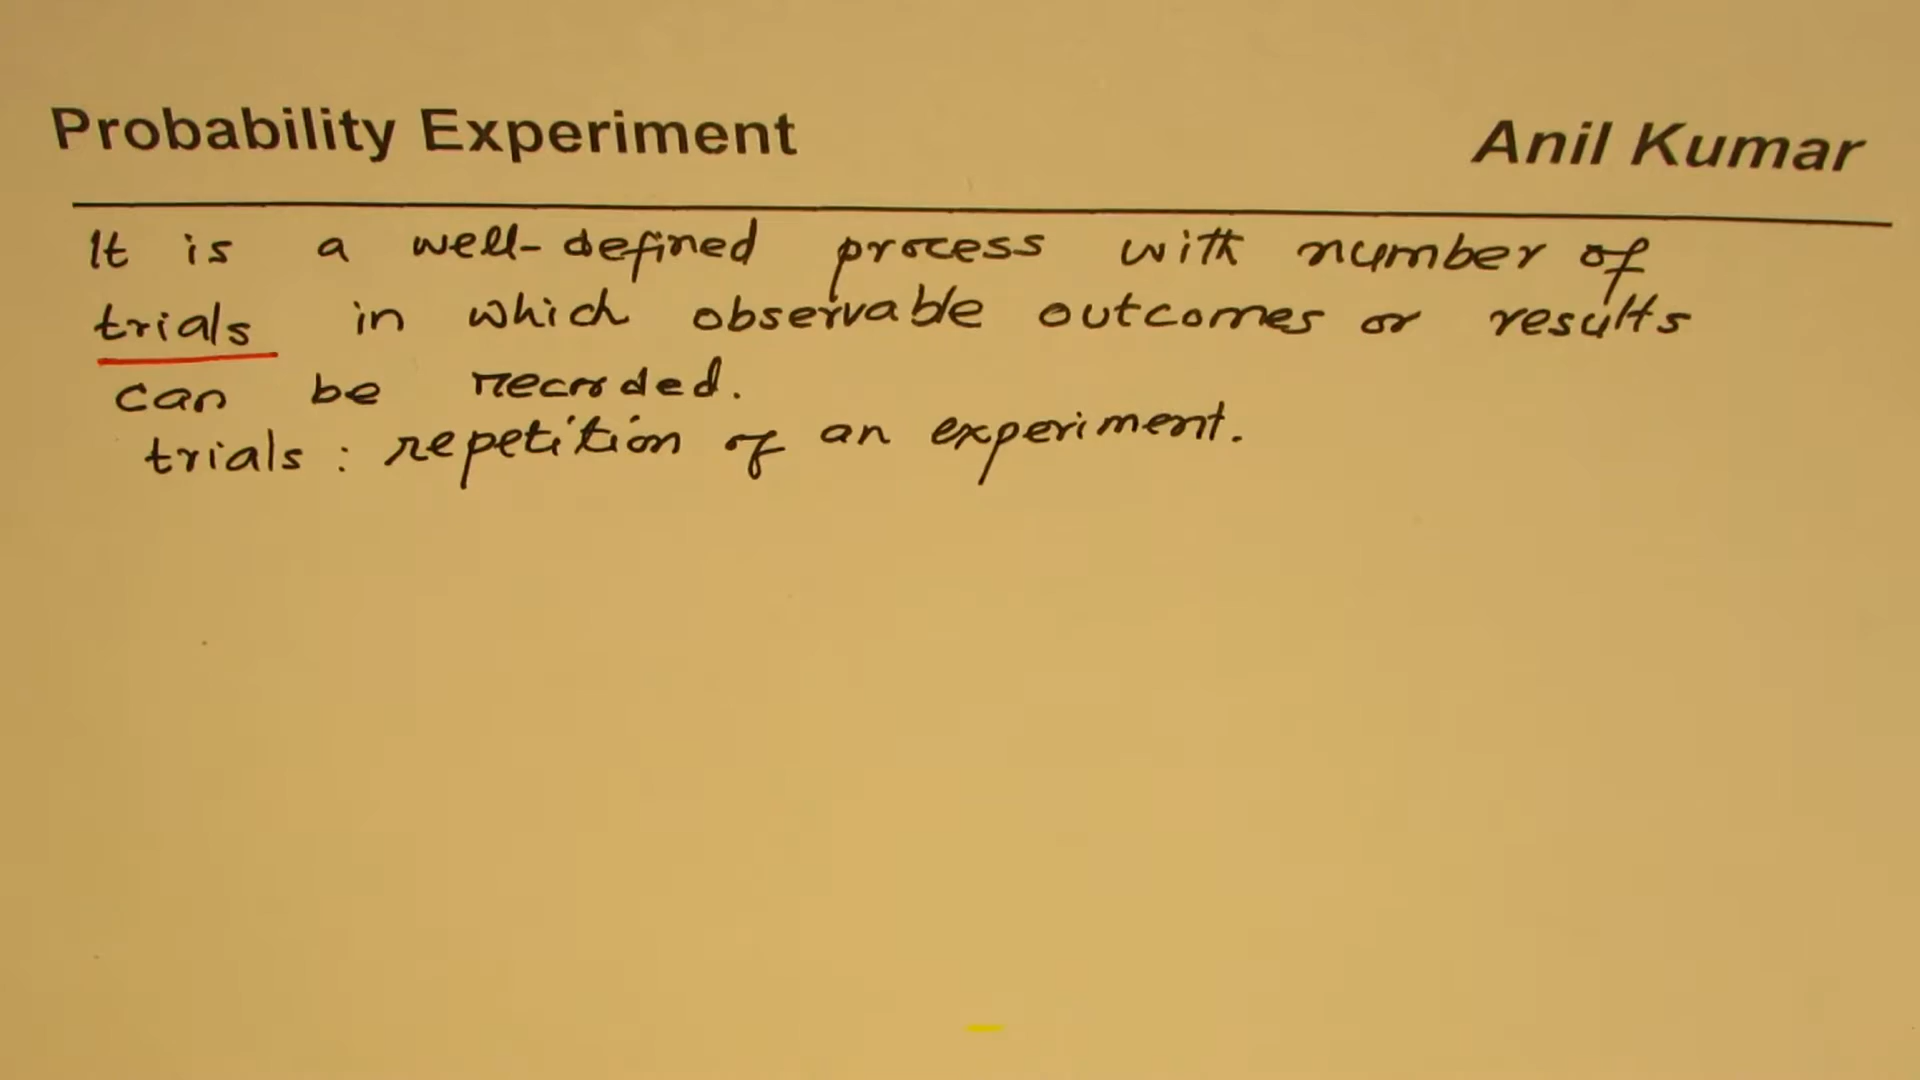 Probability Experiment Anil Kumar
It is a well-defined process with number of
trials in which observable outcomes or results
can be recorded.
trials : repetition of an experiment.